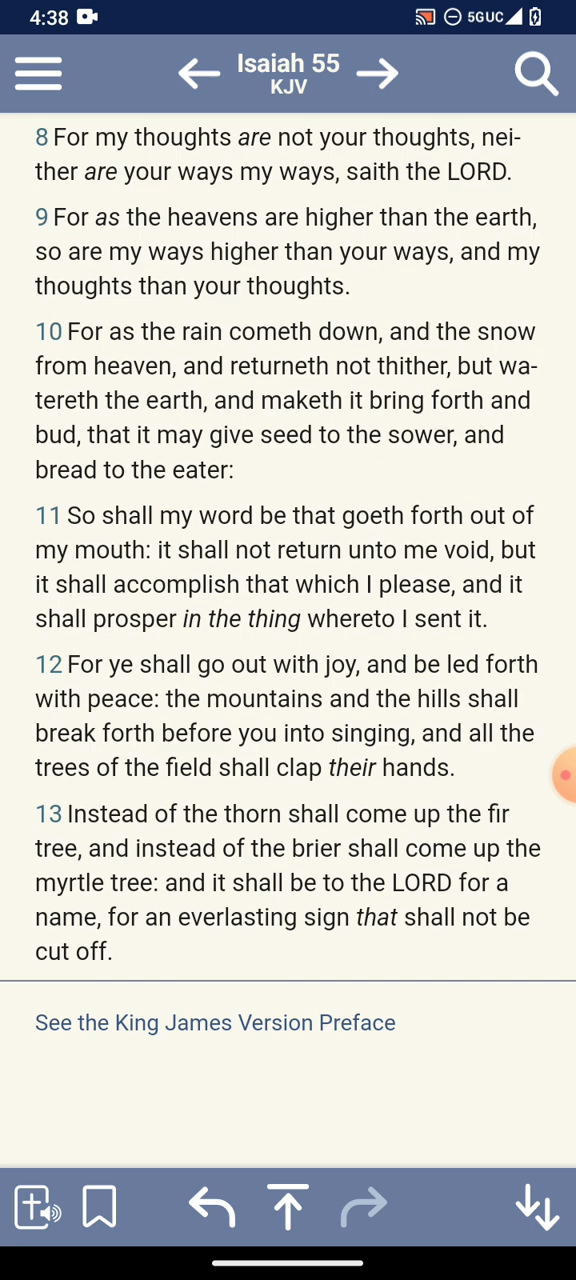 4:38
5GUC
Isaiah 55
KJV
8 For my thoughts are not your thoughts, nei-
ther are your ways my ways, saith the LORD.
9 For as the heavens are higher than the earth,
so are my ways higher than your ways, and my
thoughts than your thoughts.
10 For as the rain cometh down, and the snow
from heaven, and returneth not thither, but wa-
tereth the earth, and maketh it bring forth and
bud, that it may give seed to the sower, and
bread to the eater:
11 So shall my word be that goeth forth out of
my mouth: it shall not return unto me void, but
it shall accomplish that which I please, and it
shall prosper in the thing whereto I sent it.
12 For ye shall go out with joy, and be led forth
with peace: the mountains and the hills shall
break forth before you into singing, and all the
trees of the field shall clap their hands.
13 Instead of the thorn shall come up the fir
tree, and instead of the brier shall come up the
myrtle tree: and it shall be to the LORD for a
name, for an everlasting sign that shall not be
cut off.
See the King James Version Preface